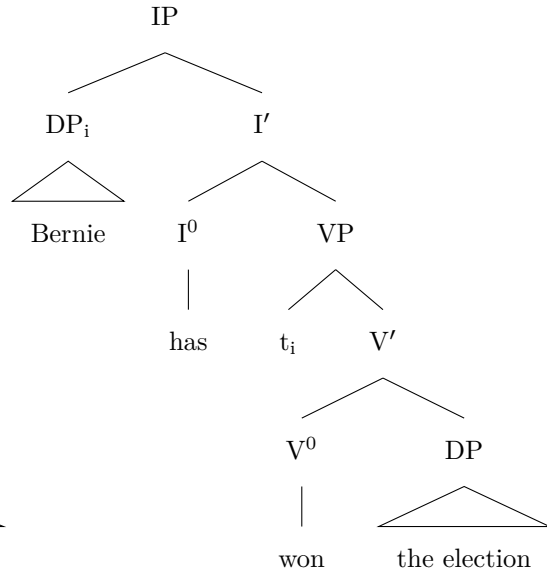 IP
DPᵢ I′
Bernie I⁰ VP
has tᵢ V′
V⁰ DP
won the election